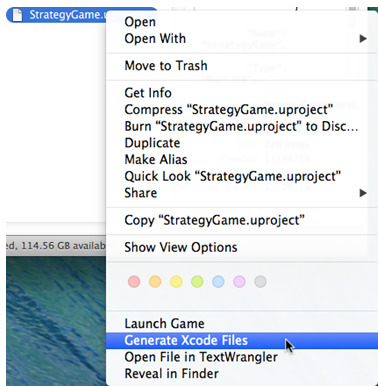 StrategyGame.u
Open
Open With
Move to Trash
Get Info
Compress “StrategyGame.uproject”
Burn “StrategyGame.uproject” to Disc…
Duplicate
Make Alias
Quick Look “StrategyGame.uproject”
Share
Copy “StrategyGame.uproject”
ed, 114.56 GB availab
Show View Options
Launch Game
Generate Xcode Files
Open File in TextWrangler
Reveal in Finder